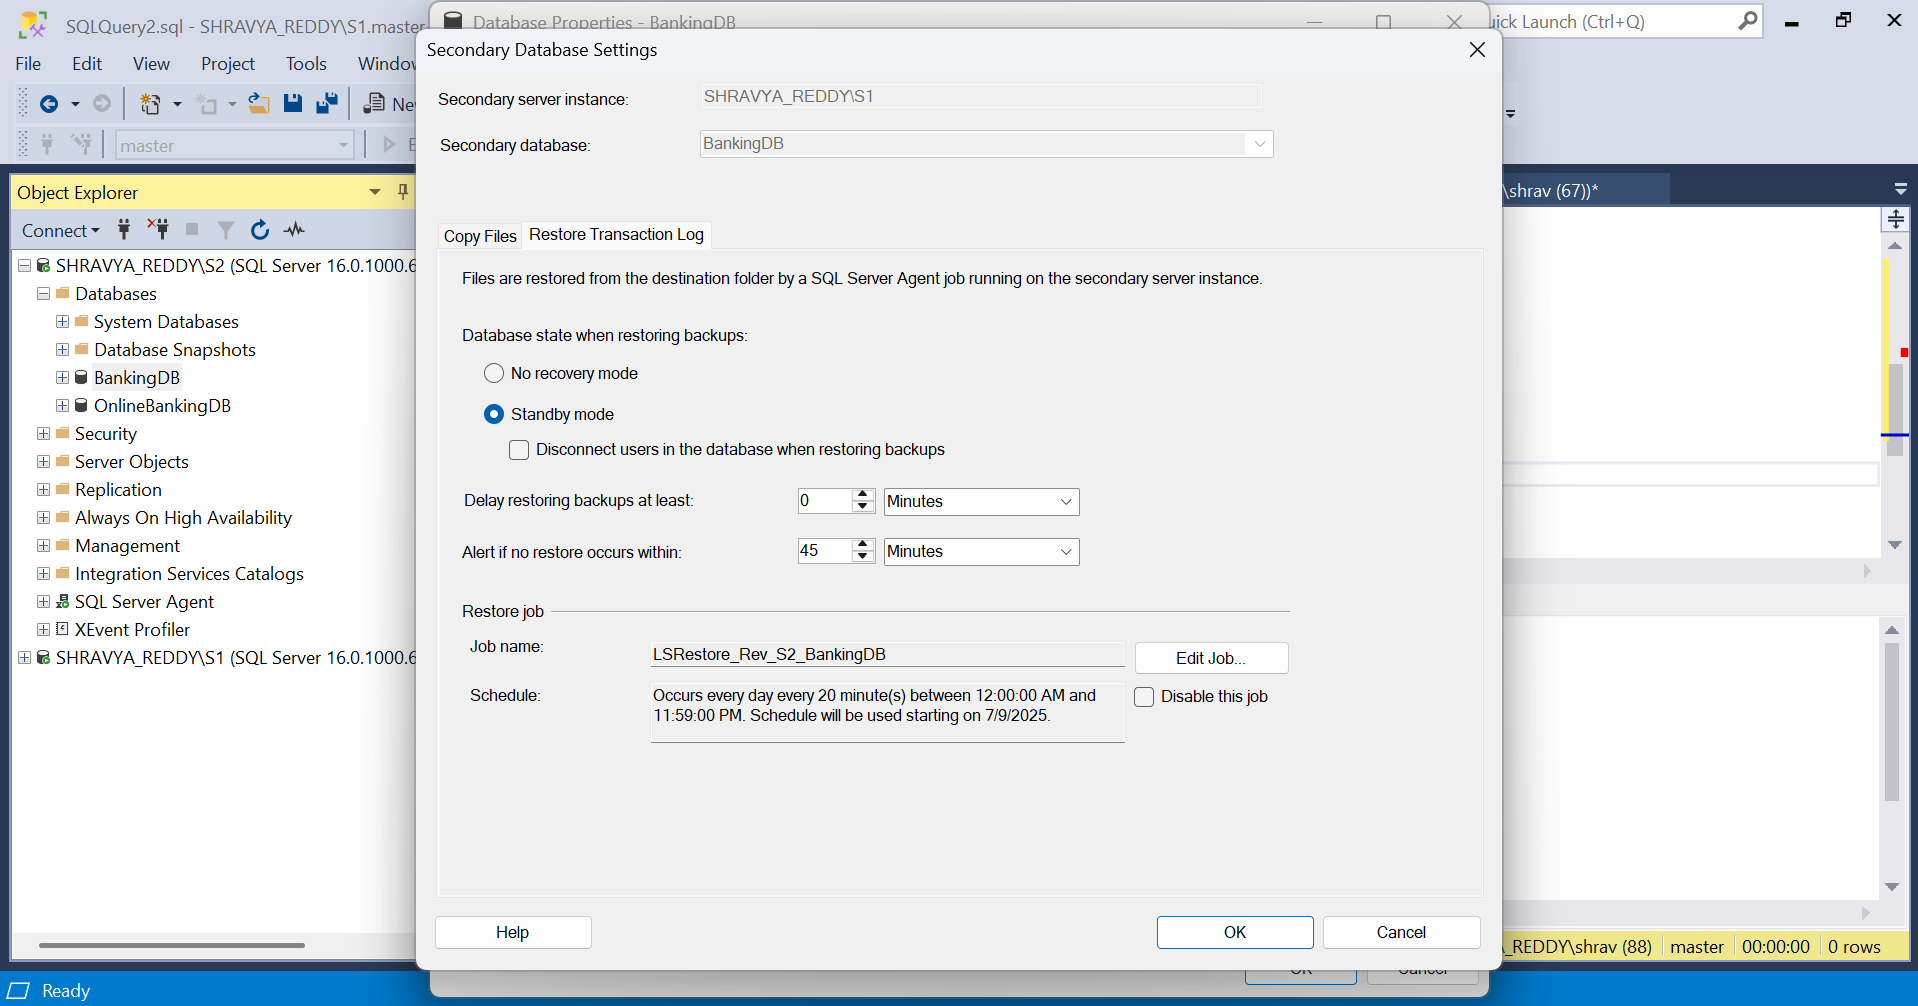 SQLQuery2.sql - SHRAVYA_REDDY\S1.master
Database Properties - BankingDB
Quick Launch (Ctrl+Q)
File Edit View Project Tools Window
Secondary Database Settings
master
Object Explorer
Connect
SHRAVYA_REDDY\S2 (SQL Server 16.0.1000.6
Databases
System Databases
Database Snapshots
BankingDB
OnlineBankingDB
Security
Server Objects
Replication
Always On High Availability
Management
Integration Services Catalogs
SQL Server Agent
XEvent Profiler
SHRAVYA_REDDY\S1 (SQL Server 16.0.1000.6
Secondary server instance: SHRAVYA_REDDY\S1
Secondary database: BankingDB
Copy Files Restore Transaction Log
Files are restored from the destination folder by a SQL Server Agent job running on the secondary server instance.
Database state when restoring backups:
No recovery mode
Standby mode
Disconnect users in the database when restoring backups
Delay restoring backups at least: 0 Minutes
Alert if no restore occurs within: 45 Minutes
Restore job
Job name: LSRestore_Rev_S2_BankingDB Edit Job...
Schedule: Occurs every day every 20 minute(s) between 12:00:00 AM and
11:59:00 PM. Schedule will be used starting on 7/9/2025.
Disable this job
Help OK Cancel
OK Cancel
\shrav (67))*
_REDDY\shrav (88) master 00:00:00 0 rows
Ready